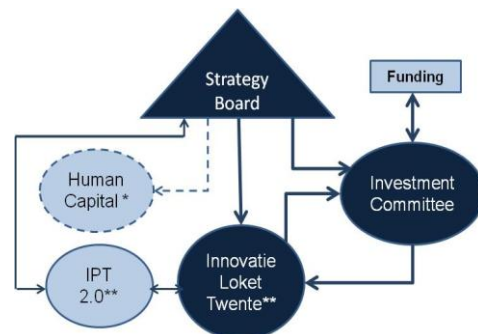 Strategy
Board
Funding
Human
Capital *
Investment
Committee
IPT
2.0**
Innovatie
Loket
Twente**